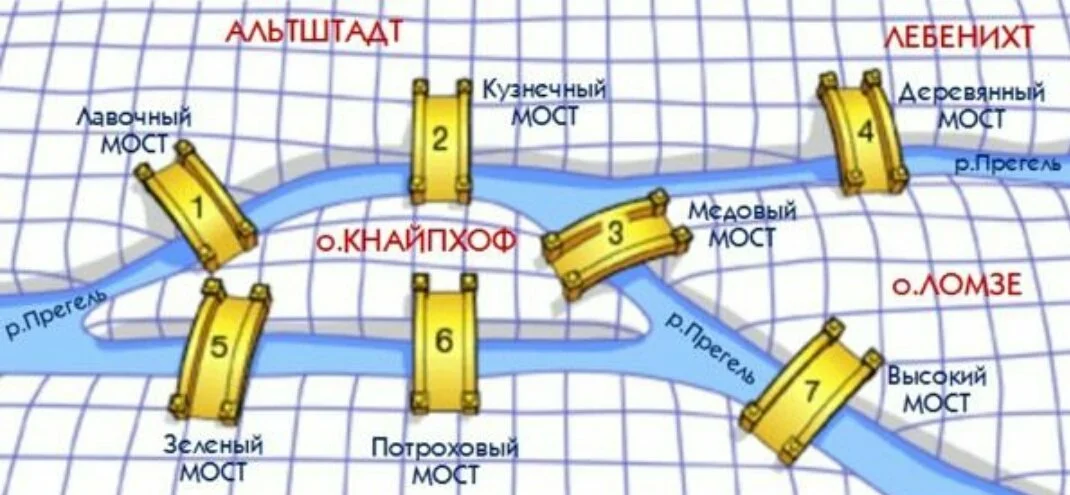 АЛЬТШТАДТ
ЛЕБЕНИХТ
Лавочный
МОСТ
Кузнечный
МОСТ
Деревянный
МОСТ
1
2
4
р.Прегель
о.КНАЙПХОФ
3
Медовый
МОСТ
о.ЛОМЗЕ
р.Прегель
5
6
р.Прегель
7
Высокий
МОСТ
Зеленый
МОСТ
Потроховый
МОСТ